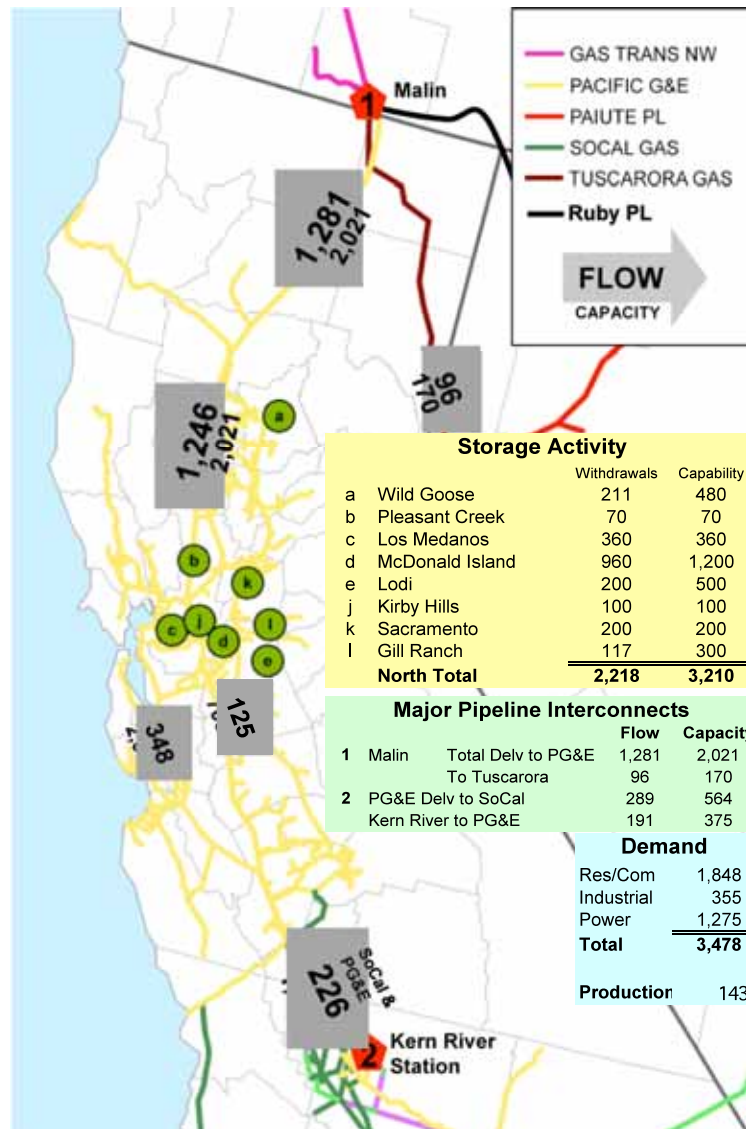 GAS TRANS NW
PACIFIC G&E
PAIUTE PL
SOCAL GAS
TUSCARORA GAS
Ruby PL
FLOW
CAPACITY
1
Malin
1,281
2,021
96
170
1,246
2,021
a
b
k
c
j
d
l
e
Storage Activity
Withdrawals Capability
a Wild Goose 211 480
b Pleasant Creek 70 70
c Los Medanos 360 360
d McDonald Island 960 1,200
e Lodi 200 500
j Kirby Hills 100 100
k Sacramento 200 200
l Gill Ranch 117 300
North Total 2,218 3,210
125
348
Major Pipeline Interconnects
Flow Capacity
1 Malin Total Delv to PG&E 1,281 2,021
To Tuscarora 96 170
2 PG&E Delv to SoCal 289 564
Kern River to PG&E 191 375
Demand
Res/Com 1,848
Industrial 355
Power 1,275
Total 3,478
Production 143
SoCal &
PG&E
226
2
Kern River
Station